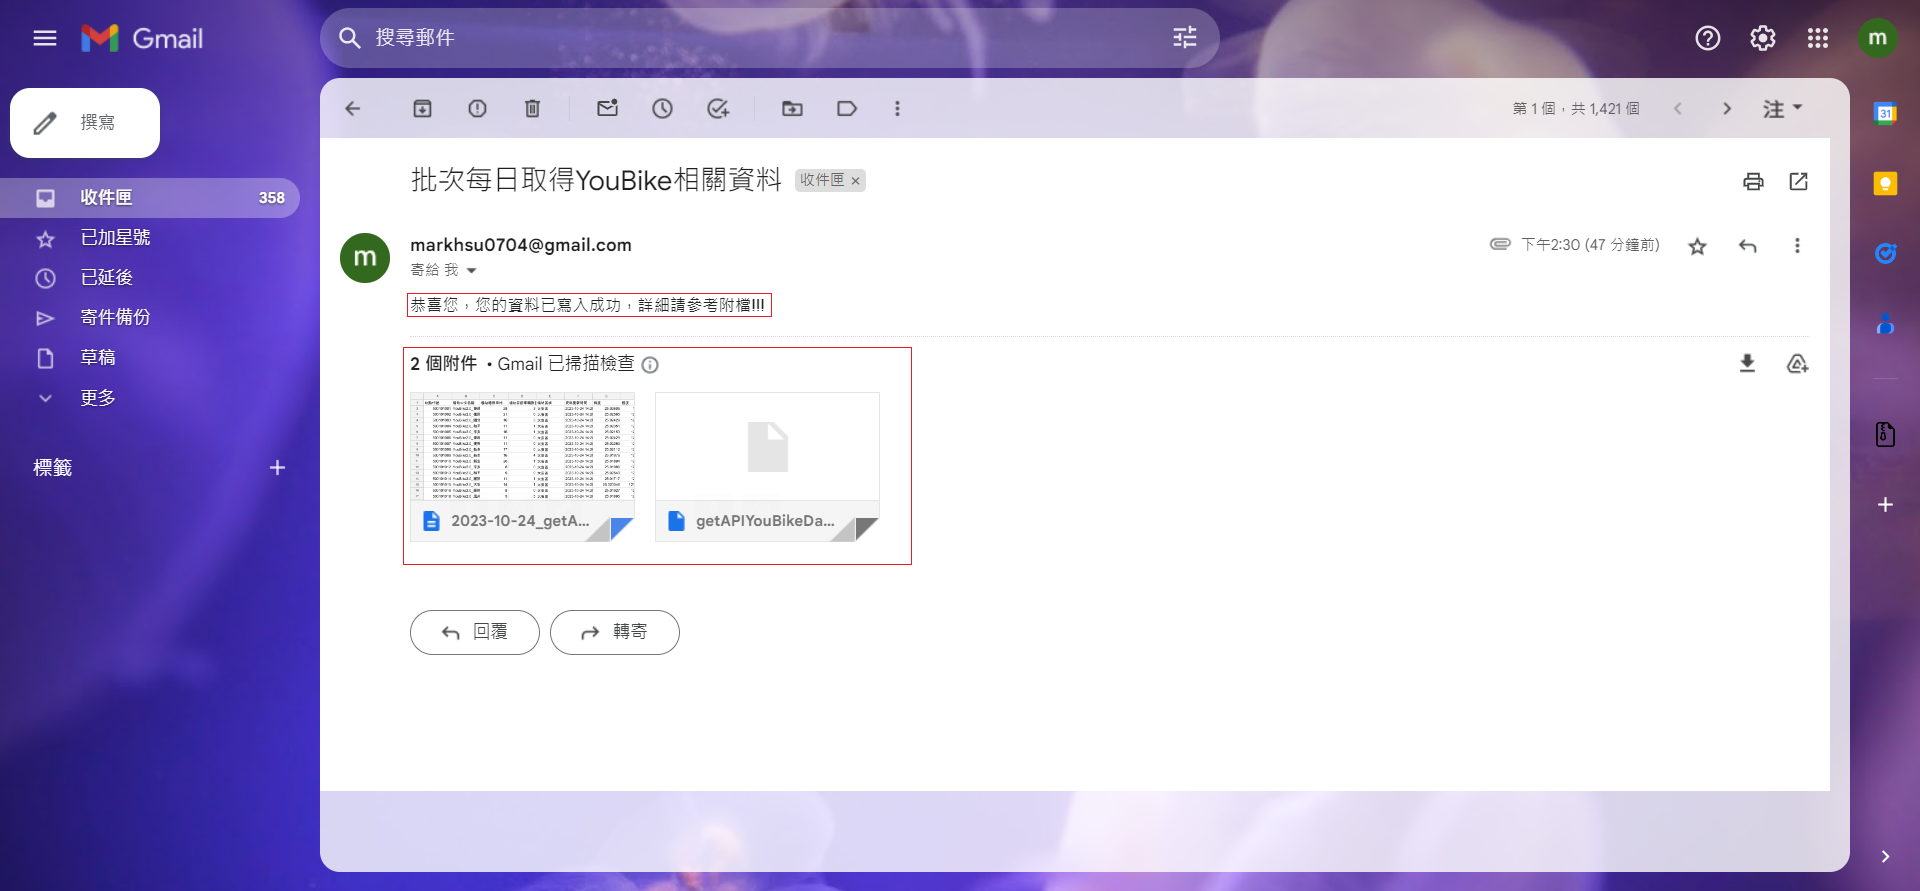 Gmail
搜尋郵件
m
撰寫
收件匣 358
已加星號
已延後
寄件備份
草稿
更多
標籤
第 1 個，共 1,421 個
注
31
批次每日取得YouBike相關資料
收件匣
m
markhsu0704@gmail.com
下午2:30 (47 分鐘前)
寄給 我
恭喜您，您的資料已寫入成功，詳細請參考附檔!!!
2 個附件 • Gmail 已掃描檢查
2023-10-24_getA...
getAPIYouBikeDa...
回覆
轉寄